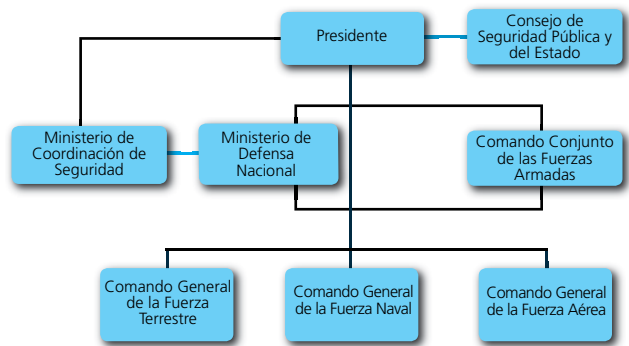 Presidente
Consejo de
Seguridad Pública y
del Estado
Ministerio de
Coordinación de
Seguridad
Ministerio de
Defensa
Nacional
Comando Conjunto
de las Fuerzas
Armadas
Comando General
de la Fuerza
Terrestre
Comando General
de la Fuerza Naval
Comando General
de la Fuerza Aérea